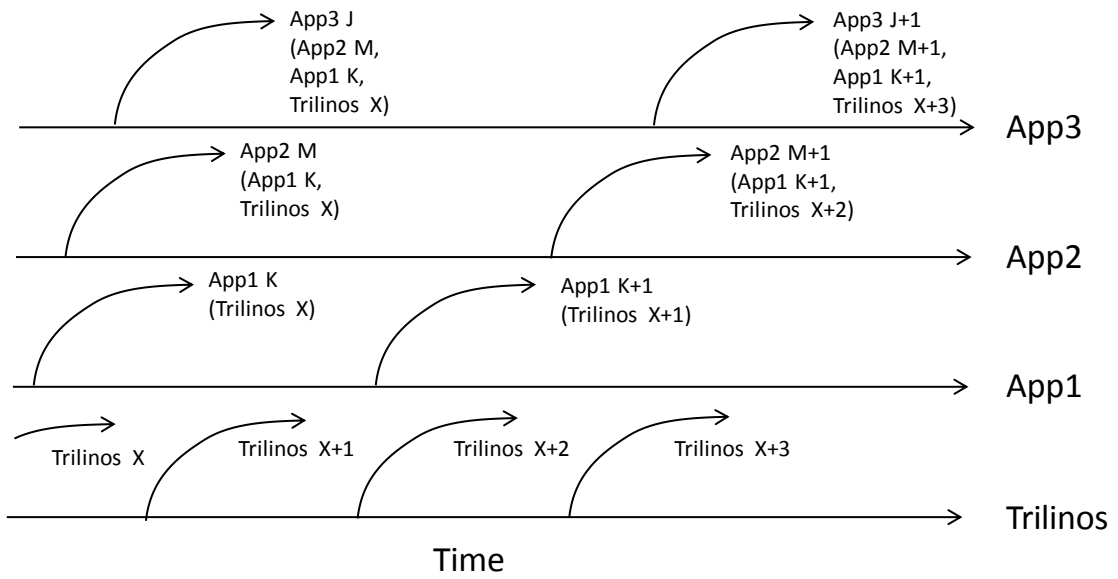 App3 J
(App2 M,
App1 K,
Trilinos X)
App3 J+1
(App2 M+1,
App1 K+1,
Trilinos X+3)
App3
App2 M
(App1 K,
Trilinos X)
App2 M+1
(App1 K+1,
Trilinos X+2)
App2
App1 K
(Trilinos X)
App1 K+1
(Trilinos X+1)
App1
Trilinos X
Trilinos X+1
Trilinos X+2
Trilinos X+3
Trilinos
Time